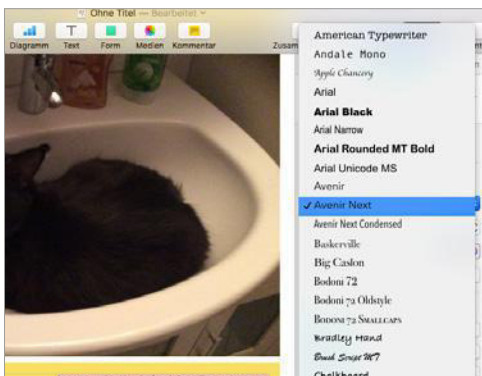 Ohne Titel — Bearbeitet
Diagramm Text Form Medien Kommentar Zusam
American Typewriter
Andale Mono
Apple Chancery
Arial
Arial Black
Arial Narrow
Arial Rounded MT Bold
Arial Unicode MS
Avenir
✓ Avenir Next
Avenir Next Condensed
Baskerville
Big Caslon
Bodoni 72
Bodoni 72 Oldstyle
Bodoni 72 Smallcaps
Bradley Hand
Brush Script MT
Chalkboard